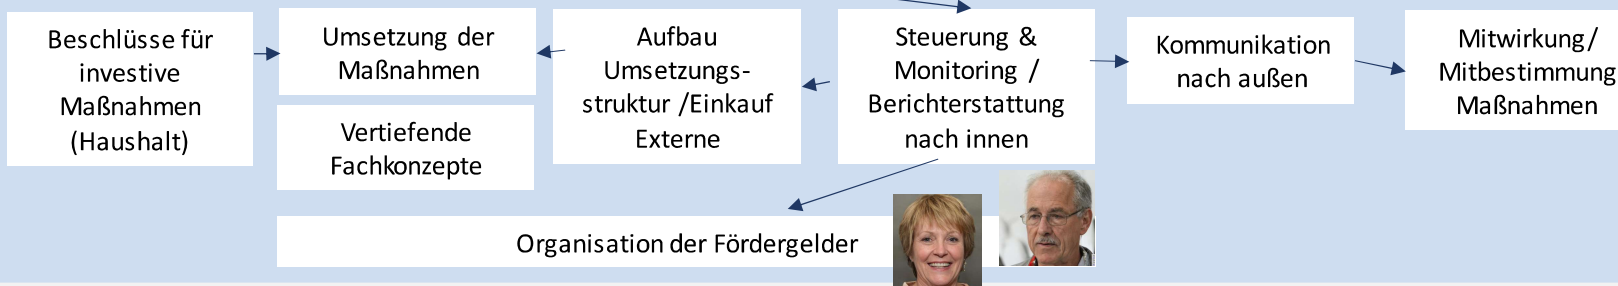 Beschlüsse für
investive
Maßnahmen
(Haushalt)
Umsetzung der
Maßnahmen
Vertiefende
Fachkonzepte
Aufbau
Umsetzungs-
struktur /Einkauf
Externe
Steuerung &
Monitoring /
Berichterstattung
nach innen
Kommunikation
nach außen
Mitwirkung/
Mitbestimmung
Maßnahmen
Organisation der Fördergelder